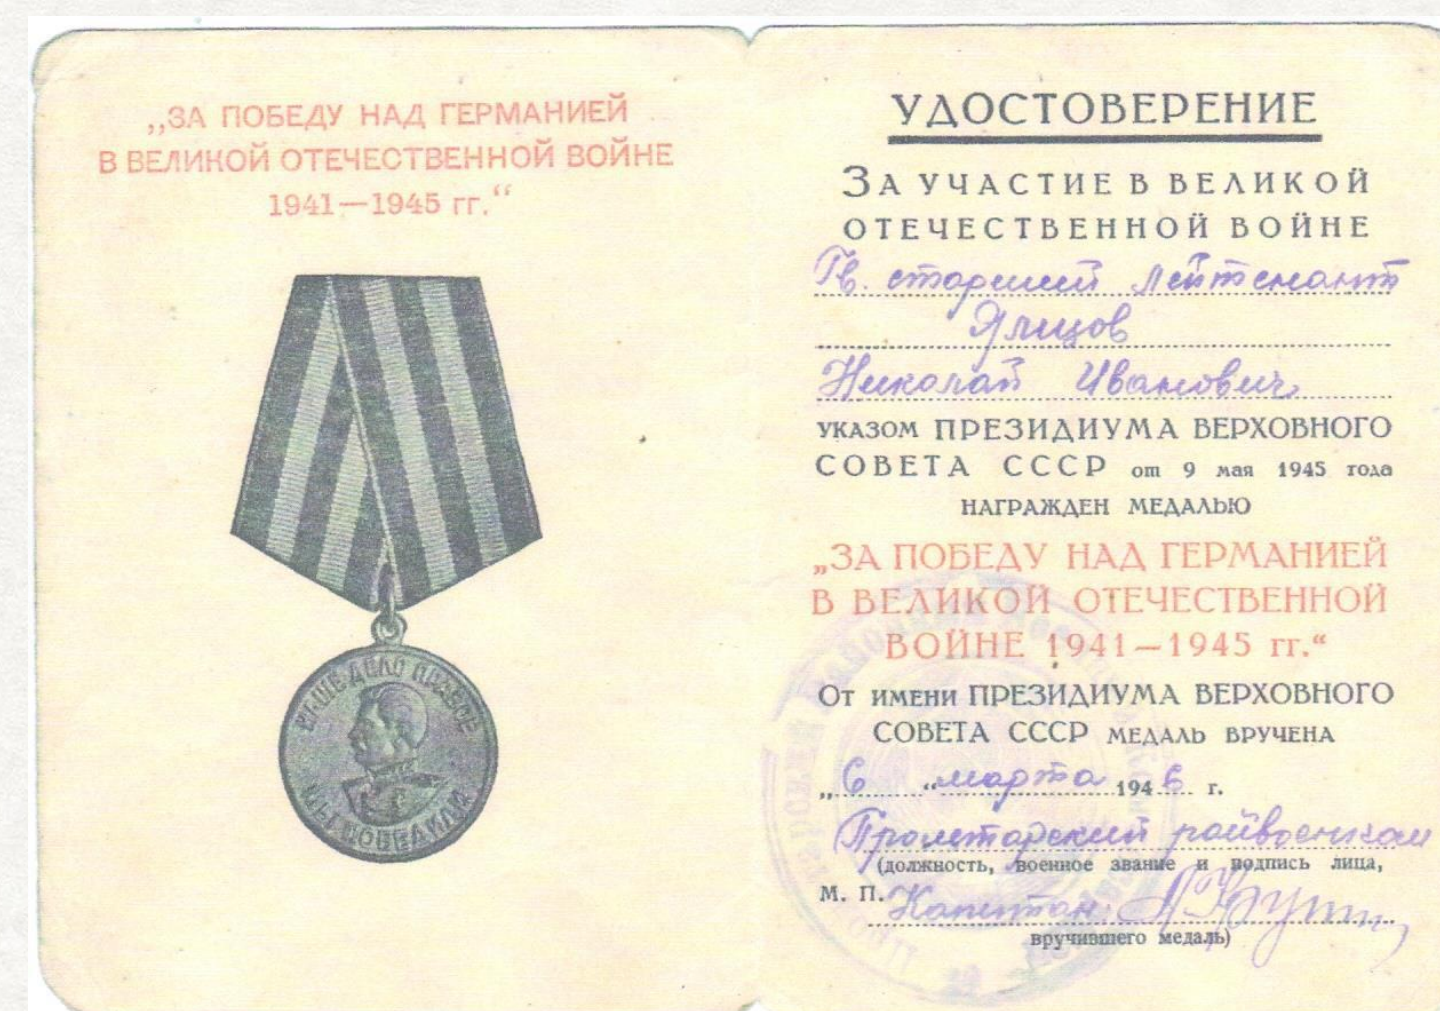 „ЗА ПОБЕДУ НАД ГЕРМАНИЕЙ
В ВЕЛИКОЙ ОТЕЧЕСТВЕННОЙ ВОЙНЕ
1941—1945 гг.“
НАШЕ ДЕЛО ПРАВОЕ
МЫ ПОБЕДИЛИ
УДОСТОВЕРЕНИЕ
ЗА УЧАСТИЕ В ВЕЛИКОЙ
ОТЕЧЕСТВЕННОЙ ВОЙНЕ
Гв. старший лейтенант
Ялицов
Николай Иванович
УКАЗОМ ПРЕЗИДИУМА ВЕРХОВНОГО
СОВЕТА СССР от 9 мая 1945 года
НАГРАЖДЕН МЕДАЛЬЮ
„ЗА ПОБЕДУ НАД ГЕРМАНИЕЙ
В ВЕЛИКОЙ ОТЕЧЕСТВЕННОЙ
ВОЙНЕ 1941—1945 гг.“
ОТ ИМЕНИ ПРЕЗИДИУМА ВЕРХОВНОГО
СОВЕТА СССР МЕДАЛЬ ВРУЧЕНА
„6“ марта 1946 г.
Пролетарский райвоенком
(должность, военное звание и подпись лица,
М. П. Капитан
вручившего медаль)